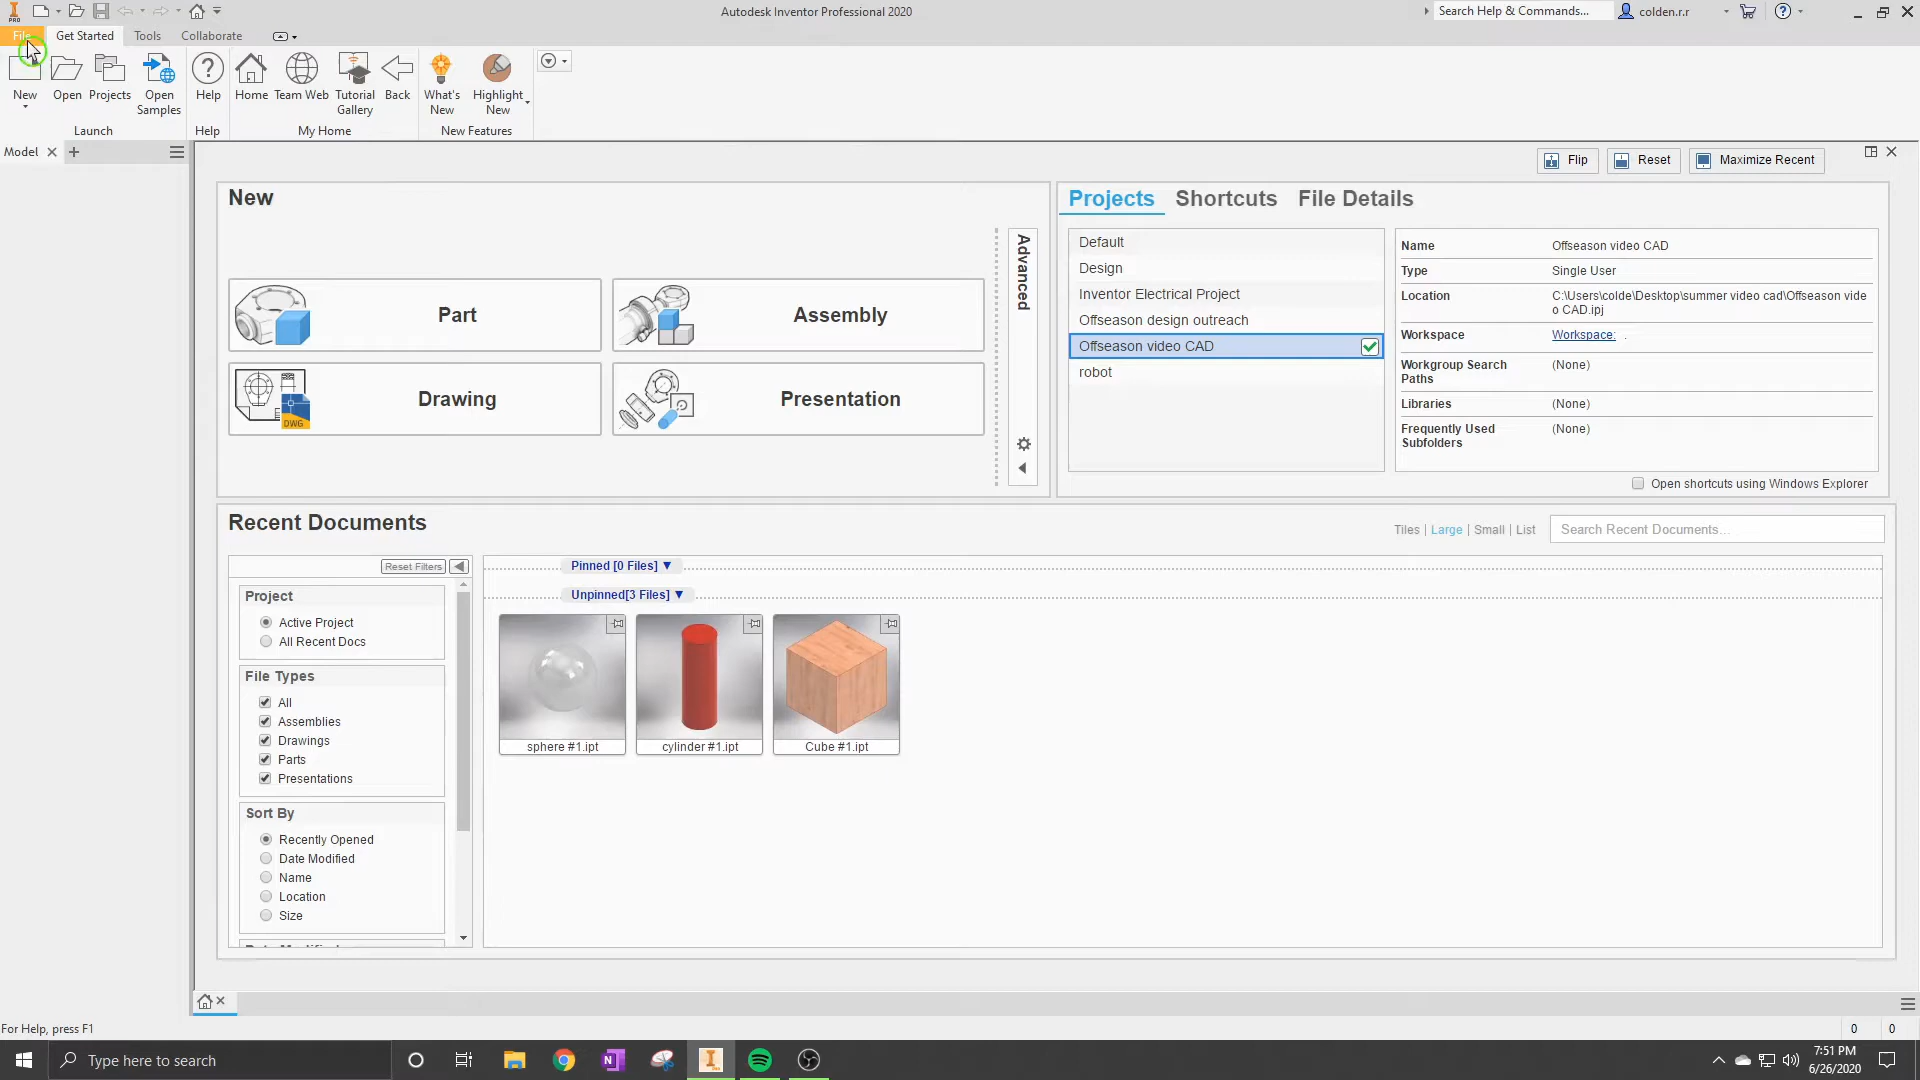 PRO
Autodesk Inventor Professional 2020
Search Help & Commands...
colden.r.r
File
Get Started
Tools
Collaborate
New
Open
Projects
Open Samples
Help
Home
Team Web
Tutorial Gallery
Back
What's New
Highlight New
Launch
Help
My Home
New Features
Model
Flip
Reset
Maximize Recent
New
Part
Assembly
Drawing
DWG
Presentation
Advanced
Projects
Shortcuts
File Details
Default
Design
Inventor Electrical Project
Offseason design outreach
Offseason video CAD
robot
Name Offseason video CAD
Type Single User
Location C:\Users\colde\Desktop\summer video cad\Offseason vide
o CAD.ipj
Workspace Workspace: .
Workgroup Search (None)
Paths
Libraries (None)
Frequently Used (None)
Subfolders
Open shortcuts using Windows Explorer
Recent Documents
Tiles | Large | Small | List
Search Recent Documents...
Reset Filters
Project
Active Project
All Recent Docs
File Types
All
Assemblies
Drawings
Parts
Presentations
Sort By
Recently Opened
Date Modified
Name
Location
Size
Pinned [0 Files] ▼
Unpinned[3 Files] ▼
sphere #1.ipt
cylinder #1.ipt
Cube #1.ipt
For Help, press F1
0 0
Type here to search
7:51 PM
6/26/2020